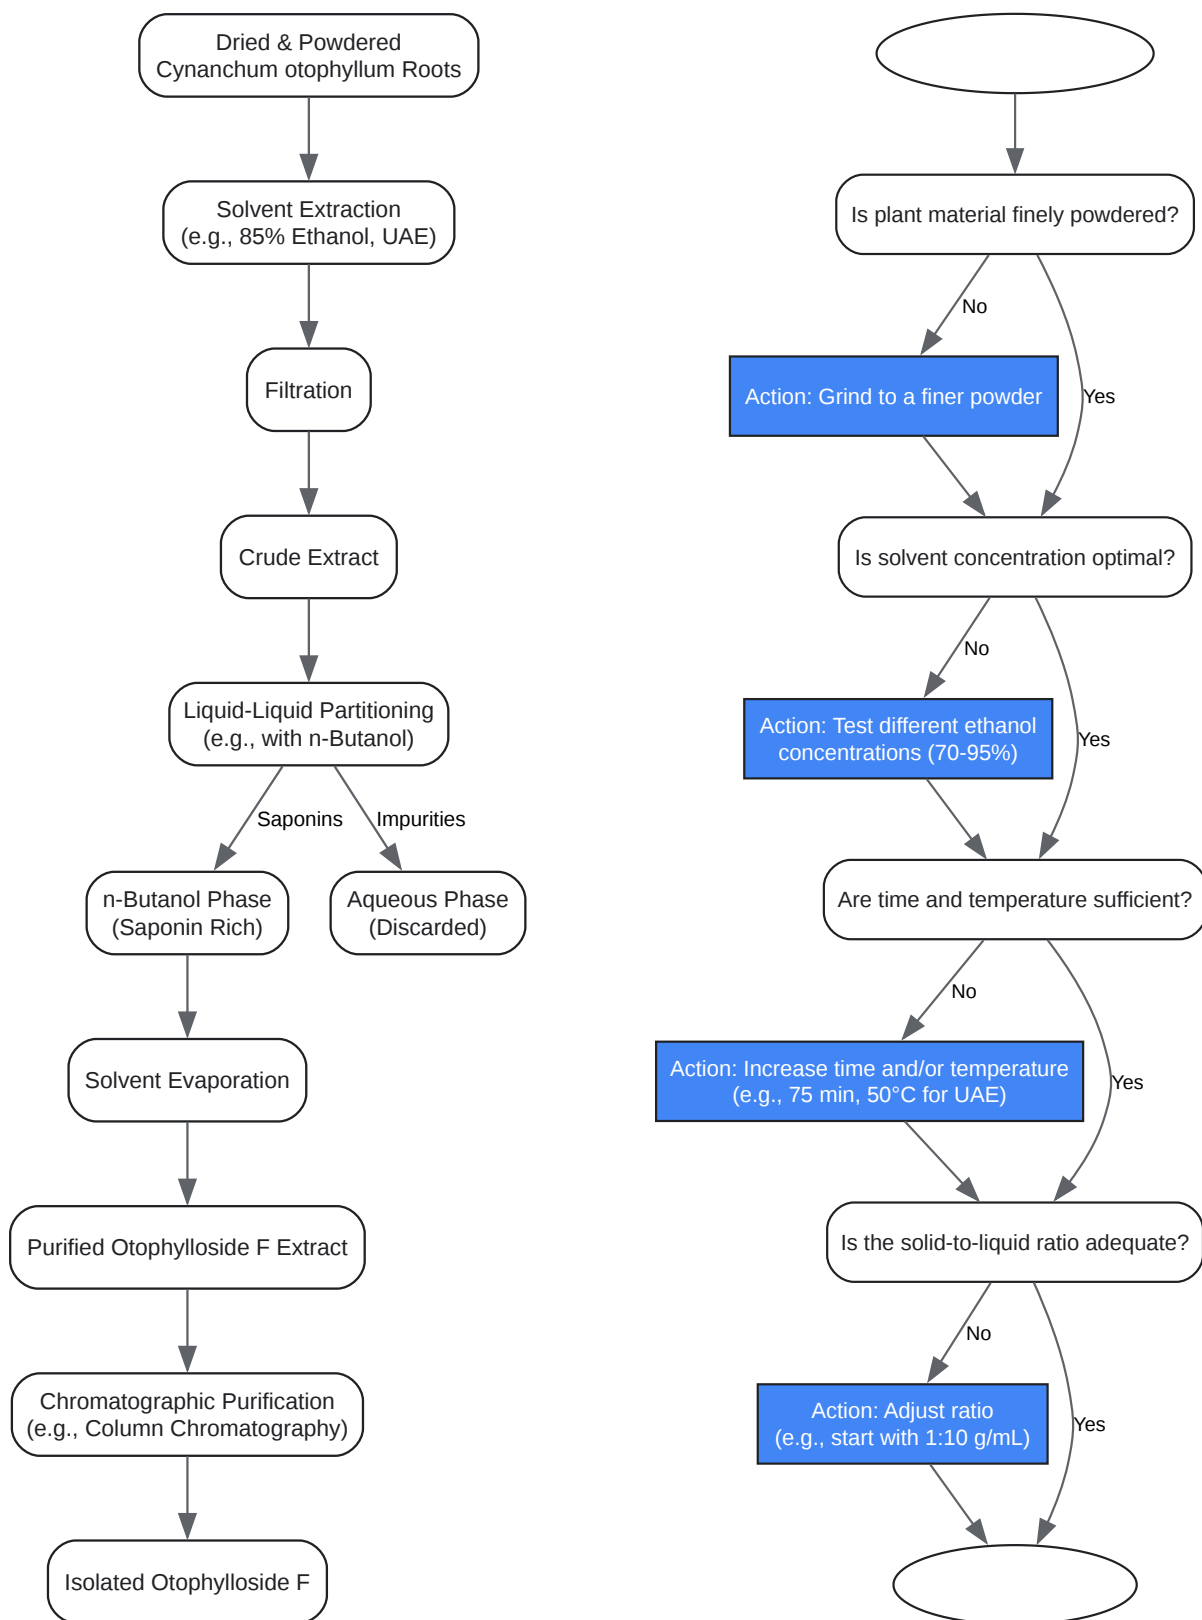 Dried & Powdered
Cynanchum otophyllum Roots
Solvent Extraction
(e.g., 85% Ethanol, UAE)
Filtration
Crude Extract
Liquid-Liquid Partitioning
(e.g., with n-Butanol)
Saponins
Impurities
n-Butanol Phase
(Saponin Rich)
Aqueous Phase
(Discarded)
Solvent Evaporation
Purified Otophylloside F Extract
Chromatographic Purification
(e.g., Column Chromatography)
Isolated Otophylloside F
Is plant material finely powdered?
No
Action: Grind to a finer powder
Yes
Is solvent concentration optimal?
No
Action: Test different ethanol
concentrations (70-95%)
Yes
Are time and temperature sufficient?
No
Action: Increase time and/or temperature
(e.g., 75 min, 50°C for UAE)
Yes
Is the solid-to-liquid ratio adequate?
No
Action: Adjust ratio
(e.g., start with 1:10 g/mL)
Yes